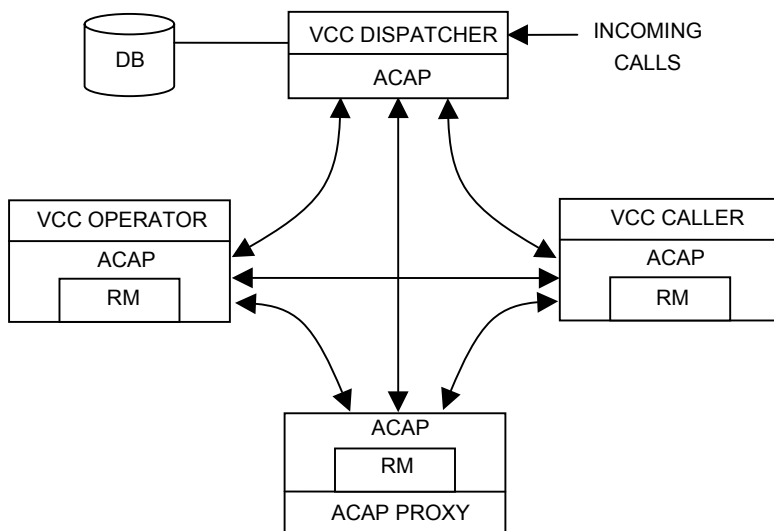 VCC DISPATCHER
INCOMING
CALLS
DB
ACAP
VCC OPERATOR
ACAP
RM
VCC CALLER
ACAP
RM
ACAP
RM
ACAP PROXY